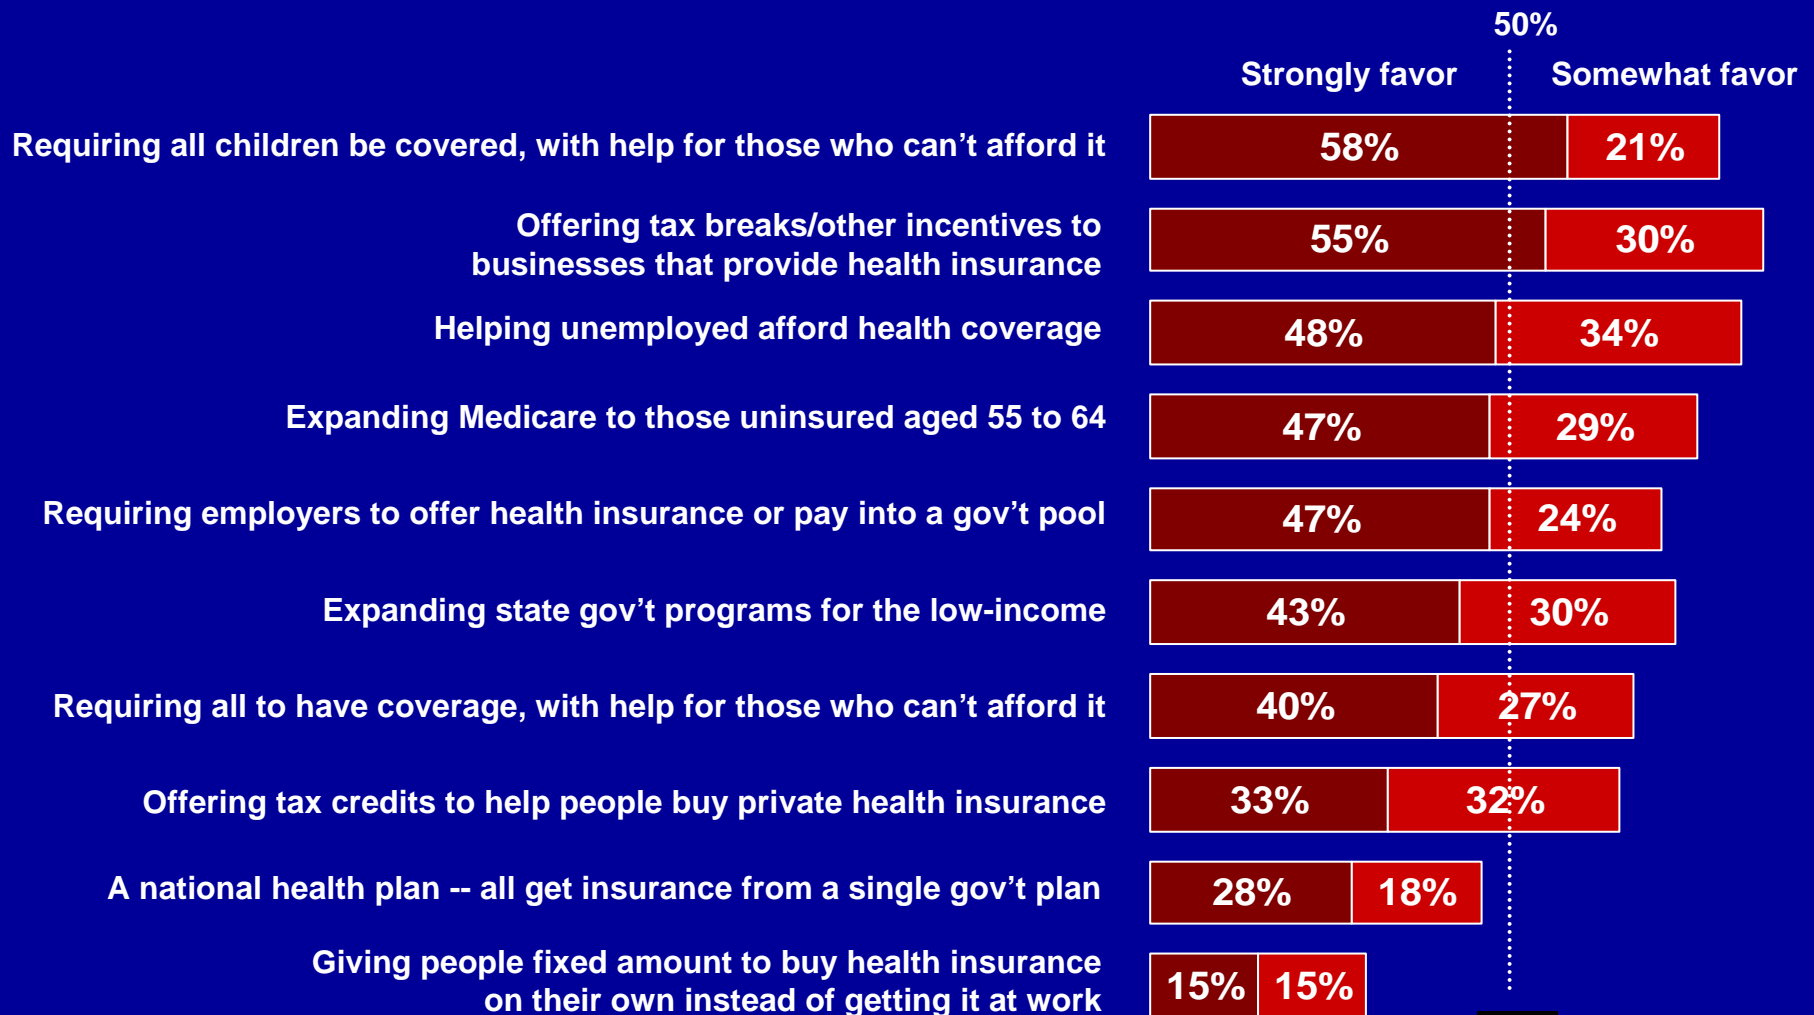 50%
Strongly favor Somewhat favor
Requiring all children be covered, with help for those who can’t afford it 58% 21%
Offering tax breaks/other incentives to
businesses that provide health insurance 55% 30%
Helping unemployed afford health coverage 48% 34%
Expanding Medicare to those uninsured aged 55 to 64 47% 29%
Requiring employers to offer health insurance or pay into a gov’t pool 47% 24%
Expanding state gov’t programs for the low-income 43% 30%
Requiring all to have coverage, with help for those who can’t afford it 40% 27%
Offering tax credits to help people buy private health insurance 33% 32%
A national health plan -- all get insurance from a single gov’t plan 28% 18%
Giving people fixed amount to buy health insurance
on their own instead of getting it at work 15% 15%